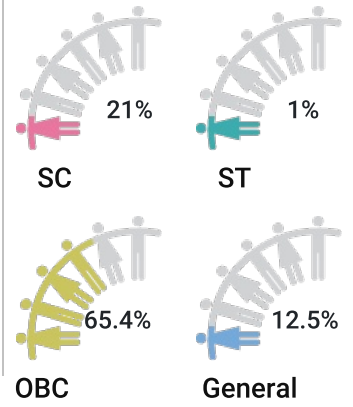 21%
1%
SC
ST
65.4%
12.5%
OBC
General